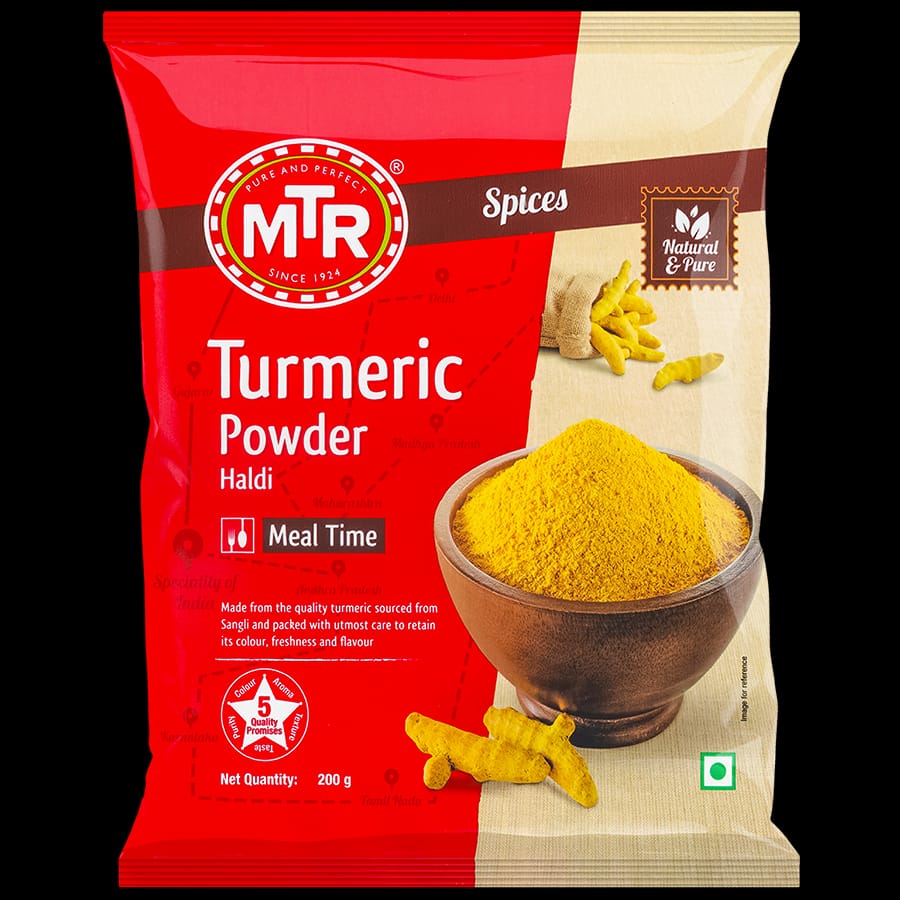 PURE AND PERFECT
MTR
®
SINCE 1924
Spices
Natural
& Pure
Turmeric
Powder
Haldi
Meal Time
Delhi
Gujarat
Madhya Pradesh
Maharashtra
Andhra Pradesh
Speciality of
India
Made from the quality turmeric sourced from
Sangli and packed with utmost care to retain
its colour, freshness and flavour
Purity Colour Aroma Texture Taste
5
Quality
Promises
Karnataka
Tamil Nadu
Net Quantity: 200 g
Image for reference